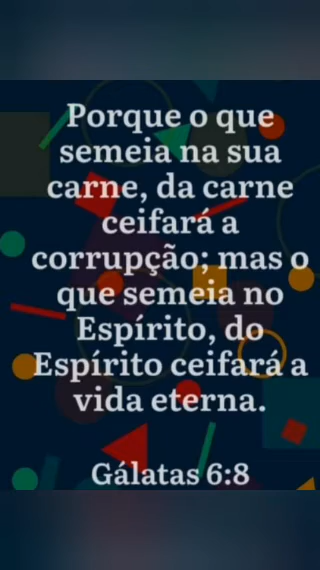 Porque o que
semeia na sua
carne, da carne
ceifará a
corrupção; mas o
que semeia no
Espírito, do
Espírito ceifará a
vida eterna.
Gálatas 6:8